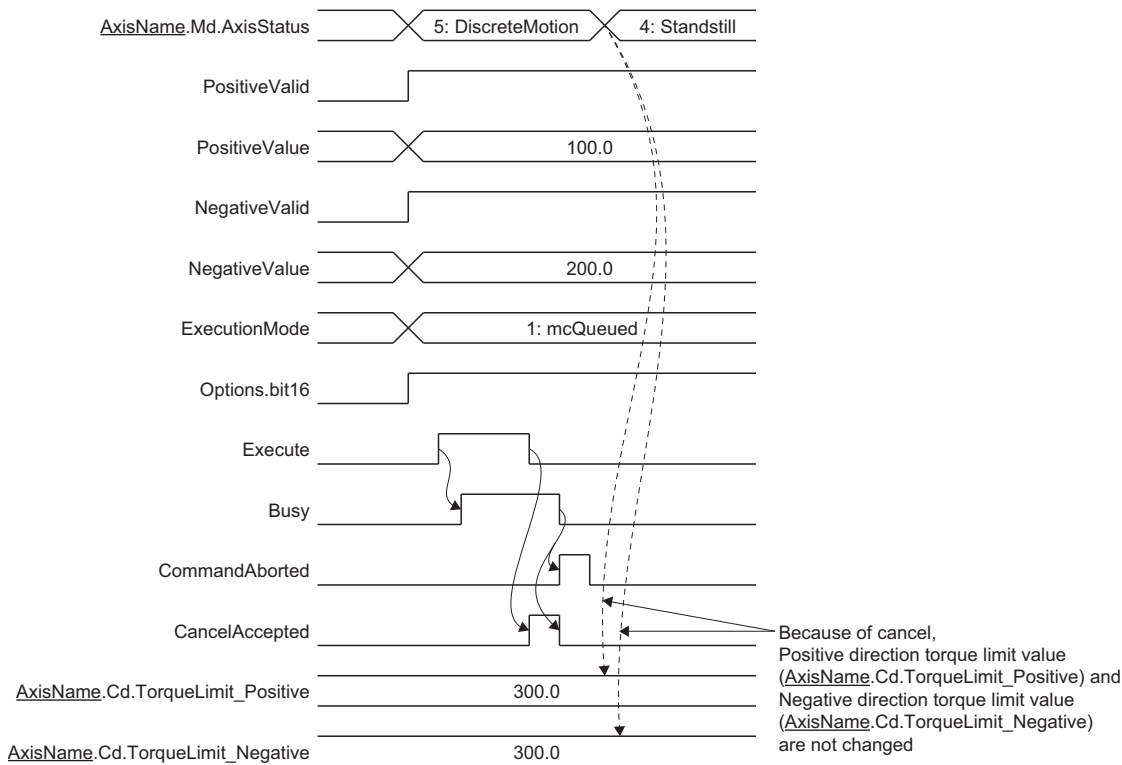 AxisName.Md.AxisStatus
5: DiscreteMotion
4: Standstill
PositiveValid
PositiveValue
100.0
NegativeValid
NegativeValue
200.0
ExecutionMode
1: mcQueued
Options.bit16
Execute
Busy
CommandAborted
CancelAccepted
Because of cancel,
Positive direction torque limit value
(AxisName.Cd.TorqueLimit_Positive) and
Negative direction torque limit value
(AxisName.Cd.TorqueLimit_Negative)
are not changed
AxisName.Cd.TorqueLimit_Positive
300.0
AxisName.Cd.TorqueLimit_Negative
300.0